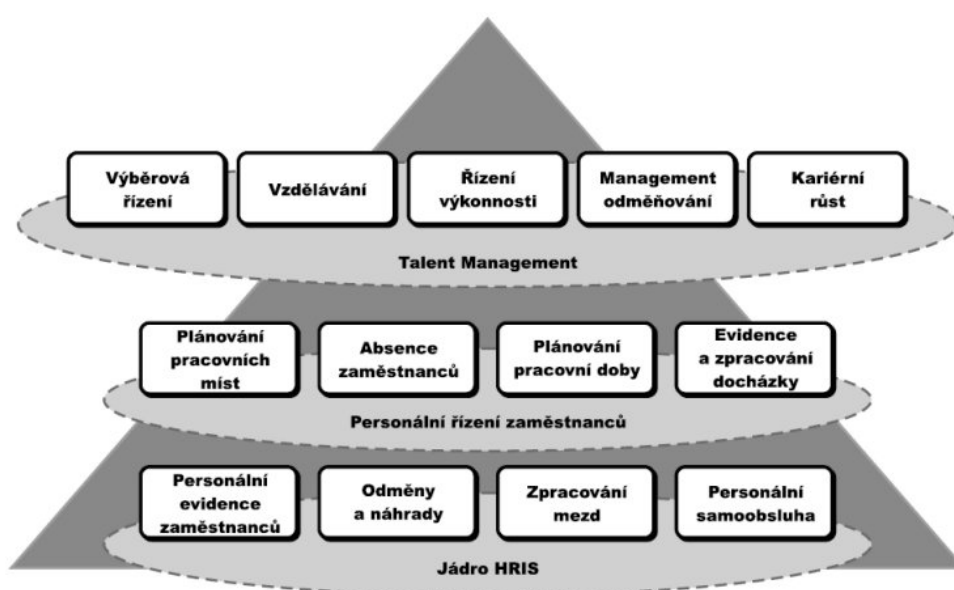 Výběrová
řízení
Vzdělávání
Řízení
výkonnosti
Management
odměňování
Kariérní
růst
Talent Management
Plánování
pracovních
míst
Absence
zaměstnanců
Plánování
pracovní doby
Evidence
a zpracování
docházky
Personální řízení zaměstnanců
Personální
evidence
zaměstnanců
Odměny
a náhrady
Zpracování
mezd
Personální
samoobsluha
Jádro HRIS